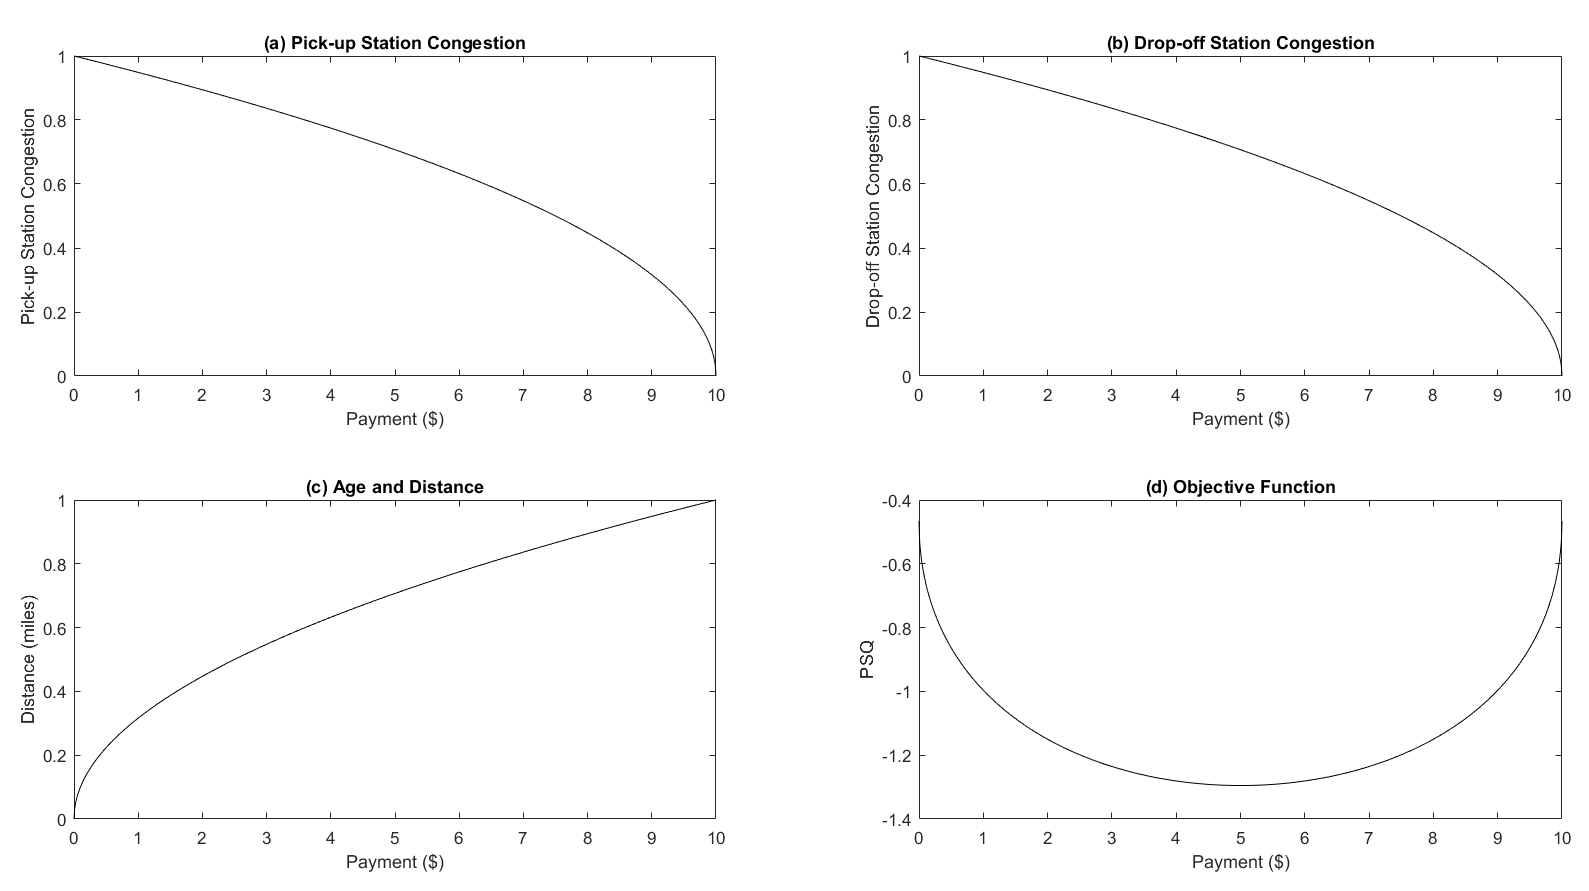 (a) Pick-up Station Congestion
Pick-up Station Congestion
1
0.8
0.6
0.4
0.2
0
0 1 2 3 4 5 6 7 8 9 10
Payment ($)
(b) Drop-off Station Congestion
Drop-off Station Congestion
1
0.8
0.6
0.4
0.2
0
0 1 2 3 4 5 6 7 8 9 10
Payment ($)
(c) Age and Distance
Distance (miles)
1
0.8
0.6
0.4
0.2
0
0 1 2 3 4 5 6 7 8 9 10
Payment ($)
(d) Objective Function
PSQ
-0.4
-0.6
-0.8
-1
-1.2
-1.4
0 1 2 3 4 5 6 7 8 9 10
Payment ($)